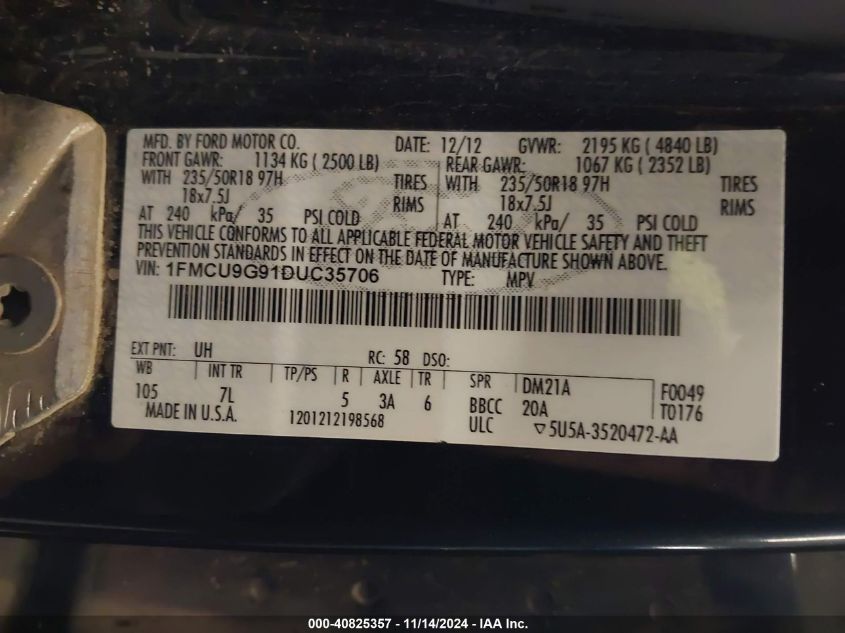 MFD. BY FORD MOTOR CO. DATE: 12/12 GVWR: 2195 KG ( 4840 LB)
FRONT GAWR: 1134 KG ( 2500 LB) REAR GAWR: 1067 KG ( 2352 LB)
WITH 235/50R18 97H TIRES WITH 235/50R18 97H TIRES
18x7.5J RIMS 18x7.5J RIMS
AT 240 kPa/ 35 PSI COLD AT 240 kPa/ 35 PSI COLD
THIS VEHICLE CONFORMS TO ALL APPLICABLE FEDERAL MOTOR VEHICLE SAFETY AND THEFT
PREVENTION STANDARDS IN EFFECT ON THE DATE OF MANUFACTURE SHOWN ABOVE.
VIN: 1FMCU9G91DUC35706 TYPE: MPV
EXT PNT: UH RC: 58 DSO:
WB INT TR TP/PS R AXLE TR SPR DM21A F0049
105 7L 5 3A 6 BBCC 20A T0176
MADE IN U.S.A. 1201212198568 ULC ▽5U5A-3520472-AA
000-40825357 - 11/14/2024 - IAA Inc.